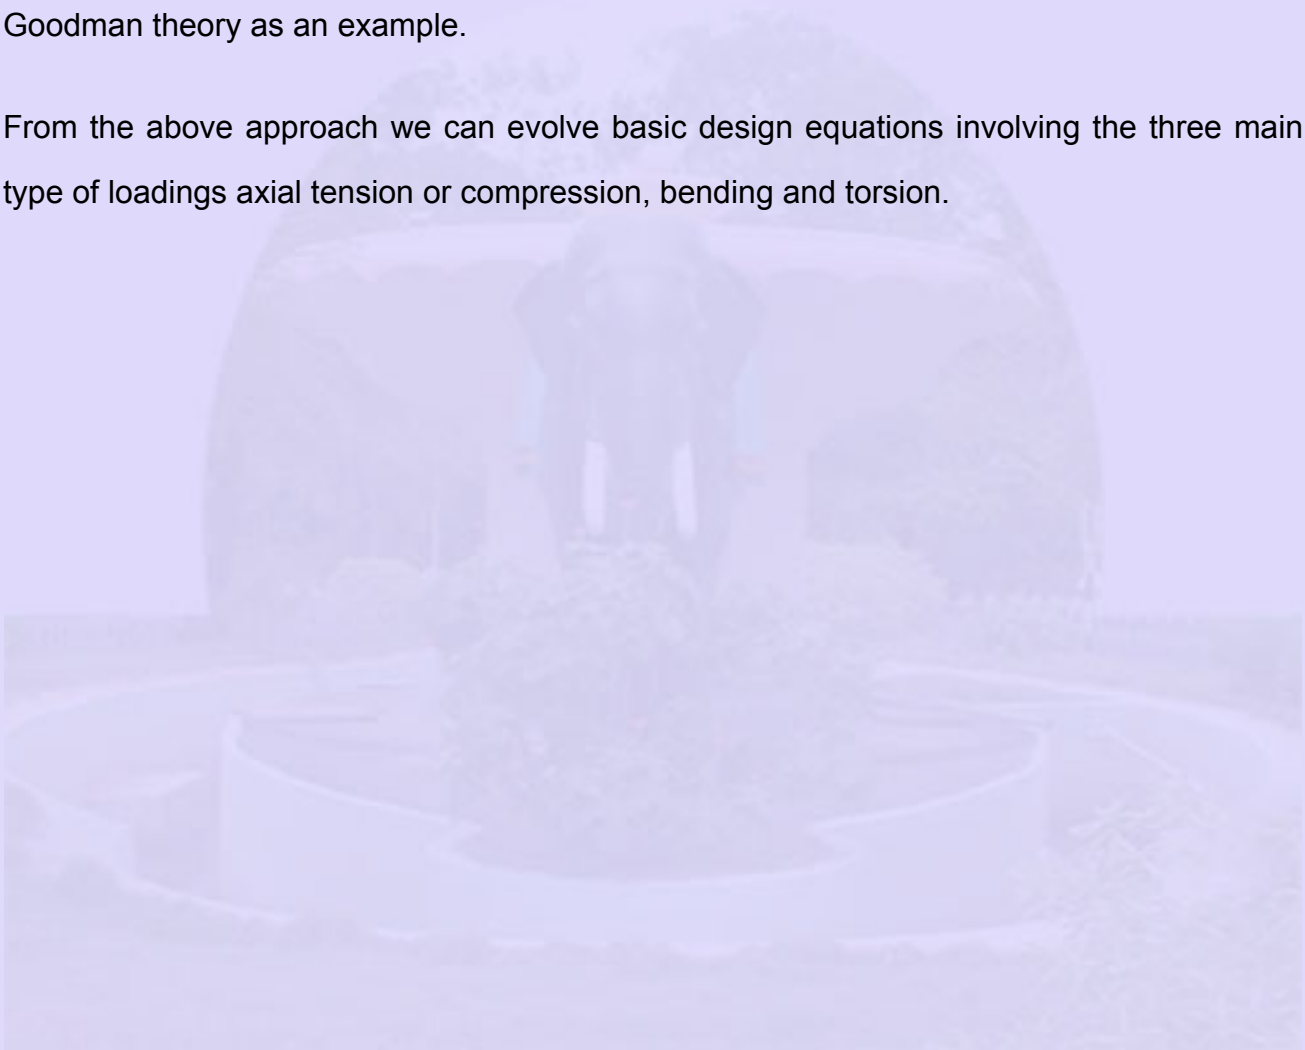 Goodman theory as an example.
From the above approach we can evolve basic design equations involving the three main
type of loadings axial tension or compression, bending and torsion.